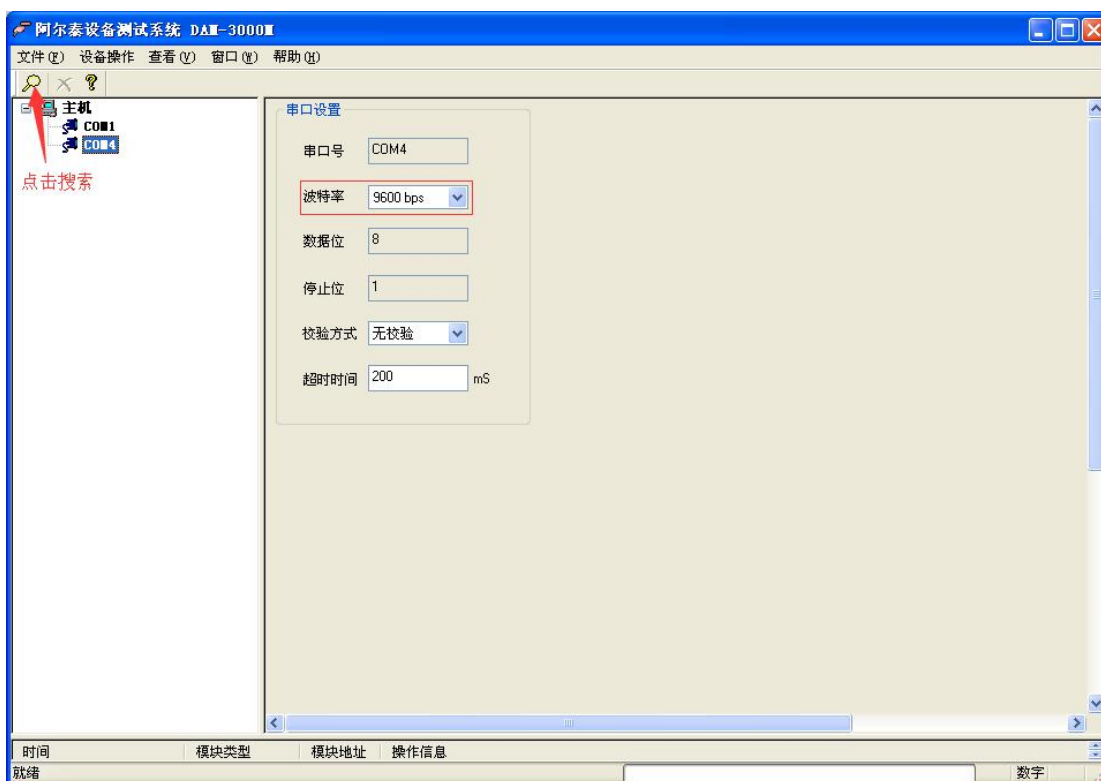 阿尔泰设备测试系统 DAM-3000M
文件(F) 设备操作 查看(V) 窗口(W) 帮助(H)
主机
COM1
COM4
点击搜索
串口设置
串口号 COM4
波特率 9600 bps
数据位 8
停止位 1
校验方式 无校验
超时时间 200 mS
时间 模块类型 模块地址 操作信息
就绪 数字